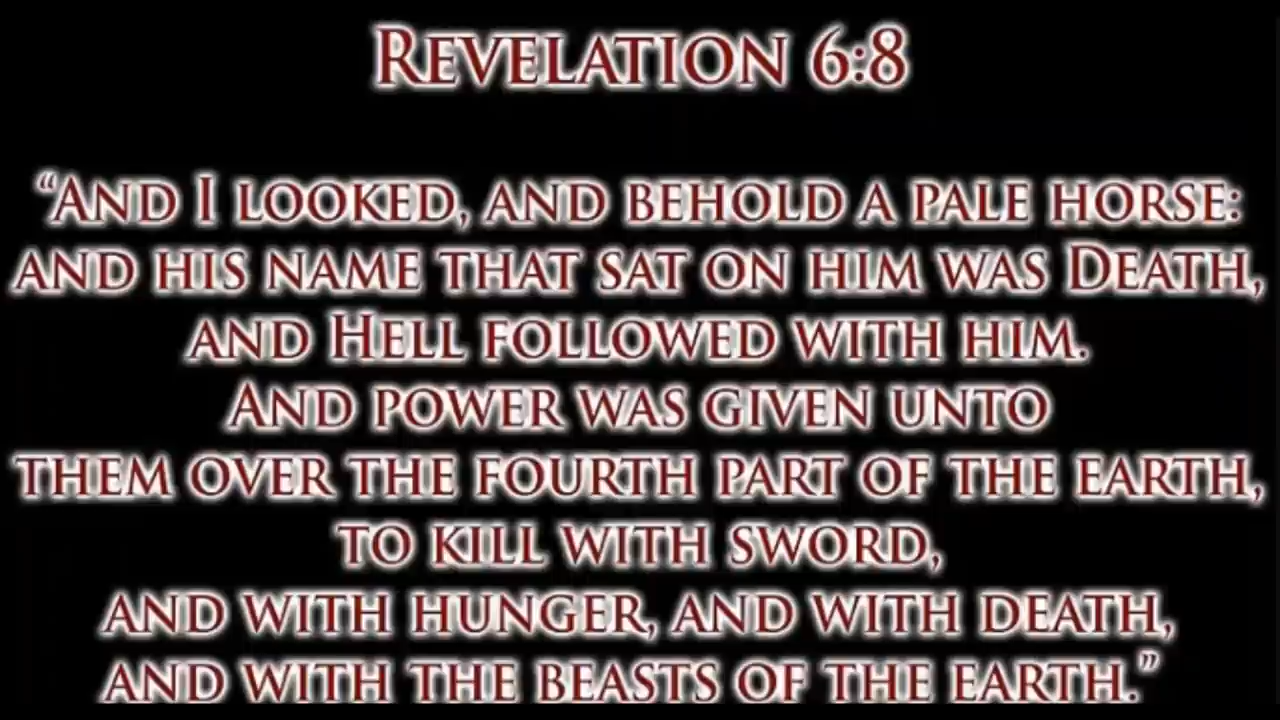 REVELATION 6:8
“AND I LOOKED, AND BEHOLD A PALE HORSE:
AND HIS NAME THAT SAT ON HIM WAS DEATH,
AND HELL FOLLOWED WITH HIM.
AND POWER WAS GIVEN UNTO
THEM OVER THE FOURTH PART OF THE EARTH,
TO KILL WITH SWORD,
AND WITH HUNGER, AND WITH DEATH,
AND WITH THE BEASTS OF THE EARTH.”